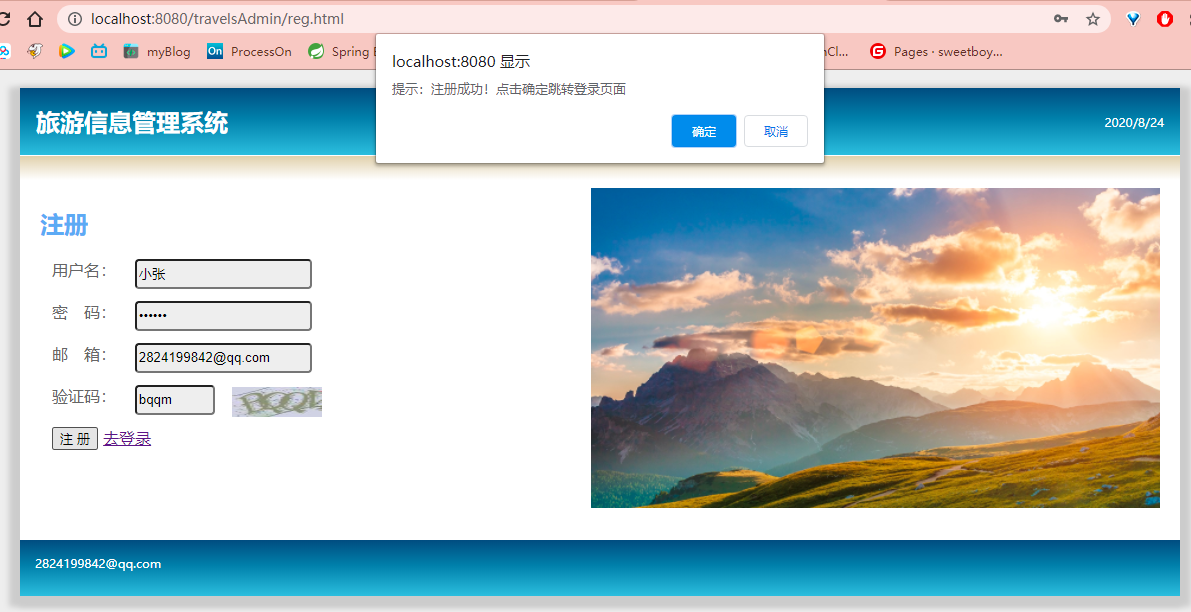 localhost:8080/travelsAdmin/reg.html
myBlog
On
ProcessOn
Spring
nCl...
G
Pages · sweetboy...
localhost:8080 显示
提示：注册成功！点击确定跳转登录页面
确定
取消
旅游信息管理系统
2020/8/24
注册
用户名：
小张
密 码：
••••••
邮 箱：
2824199842@qq.com
验证码：
bqqm
BQQM
注 册
去登录
2824199842@qq.com